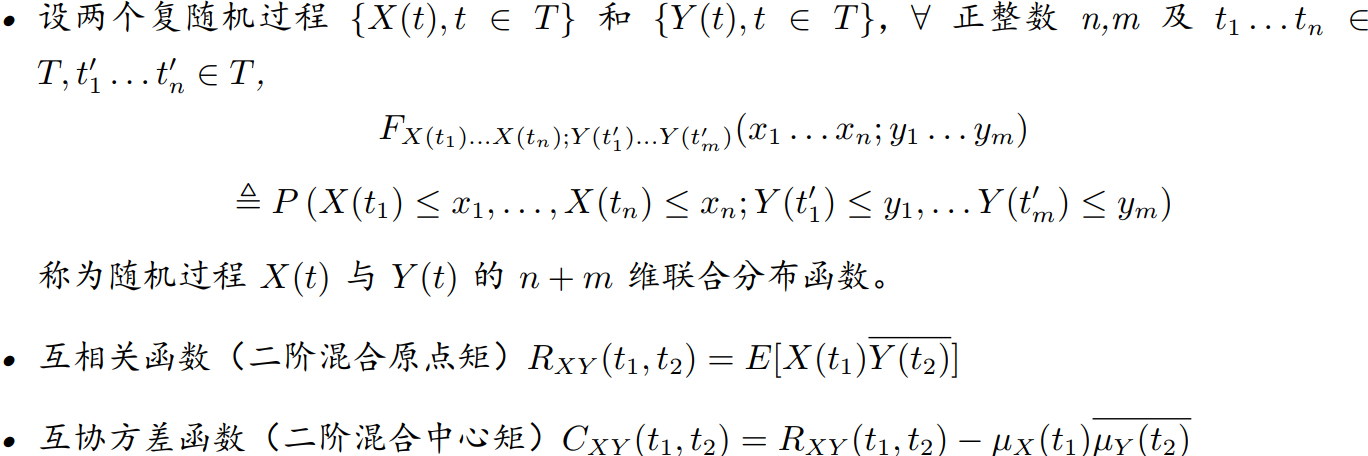 • 设两个复随机过程 {X(t), t ∈ T} 和 {Y(t), t ∈ T}，∀ 正整数 n,m 及 t₁ … tₙ ∈
T, t′₁ … t′ₙ ∈ T,
F_{X(t₁)…X(tₙ);Y(t′₁)…Y(t′ₘ)}(x₁ … xₙ; y₁ … yₘ)
≜ P (X(t₁) ≤ x₁, …, X(tₙ) ≤ xₙ; Y(t′₁) ≤ y₁, … Y(t′ₘ) ≤ yₘ)
称为随机过程 X(t) 与 Y(t) 的 n + m 维联合分布函数。
• 互相关函数（二阶混合原点矩）R_{XY}(t₁, t₂) = E[X(t₁)\overline{Y(t₂)}]
• 互协方差函数（二阶混合中心矩）C_{XY}(t₁, t₂) = R_{XY}(t₁, t₂) − μ_X(t₁)\overline{μ_Y(t₂)}